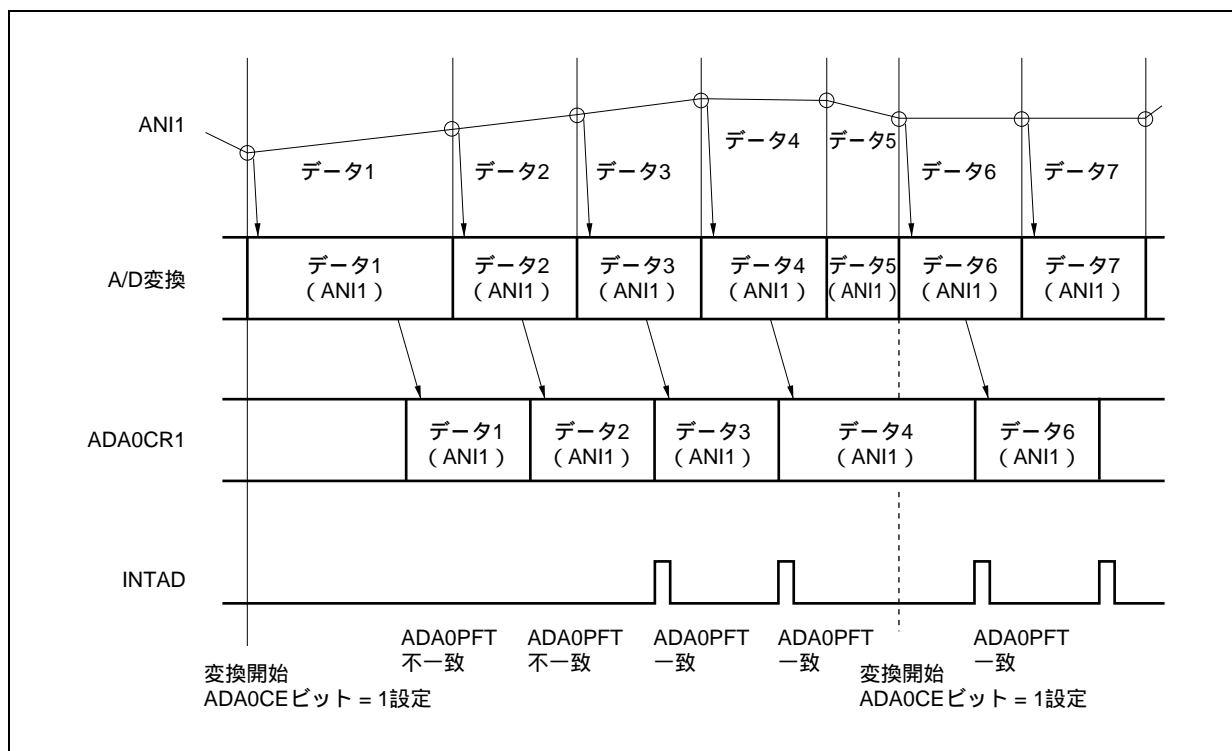 ANI1
データ1
データ2
データ3
データ4
データ5
データ6
データ7
A/D変換
データ1
（ANI1）
データ2
（ANI1）
データ3
（ANI1）
データ4
（ANI1）
データ5
（ANI1）
データ6
（ANI1）
データ7
（ANI1）
ADA0CR1
データ1
（ANI1）
データ2
（ANI1）
データ3
（ANI1）
データ4
（ANI1）
データ6
（ANI1）
INTAD
ADA0PFT
不一致
ADA0PFT
不一致
ADA0PFT
一致
ADA0PFT
一致
ADA0PFT
一致
変換開始
ADA0CEビット = 1設定
変換開始
ADA0CEビット = 1設定